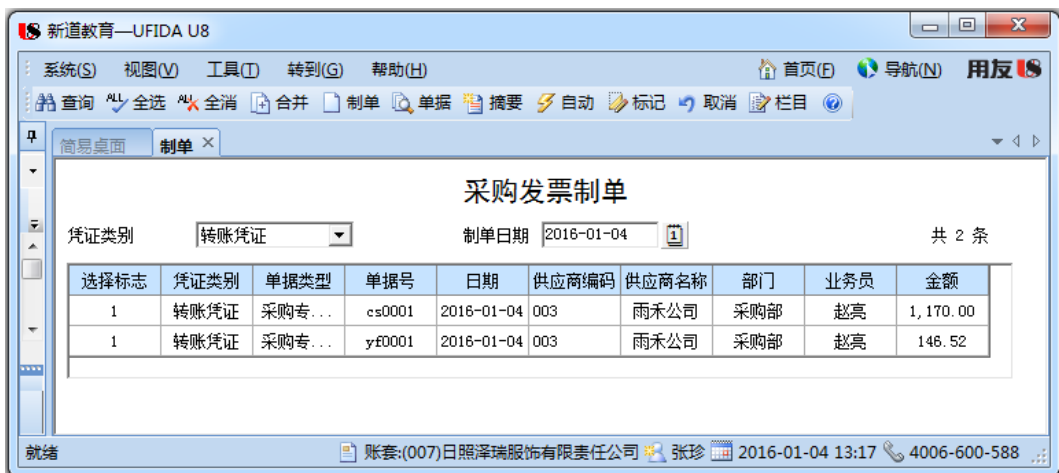 新道教育—UFIDA U8
系统(S) 视图(V) 工具(T) 转到(G) 帮助(H) 首页(E) 导航(N) 用友U8
查询 全选 全消 合并 制单 单据 摘要 自动 标记 取消 栏目
简易桌面 制单
采购发票制单
凭证类别 转账凭证 制单日期 2016-01-04 共 2 条
选择标志 凭证类别 单据类型 单据号 日期 供应商编码 供应商名称 部门 业务员 金额
1 转账凭证 采购专... cs0001 2016-01-04 003 雨禾公司 采购部 赵亮 1,170.00
1 转账凭证 采购专... yf0001 2016-01-04 003 雨禾公司 采购部 赵亮 146.52
就绪 账套:(007)日照泽瑞服饰有限责任公司 张珍 2016-01-04 13:17 4006-600-588